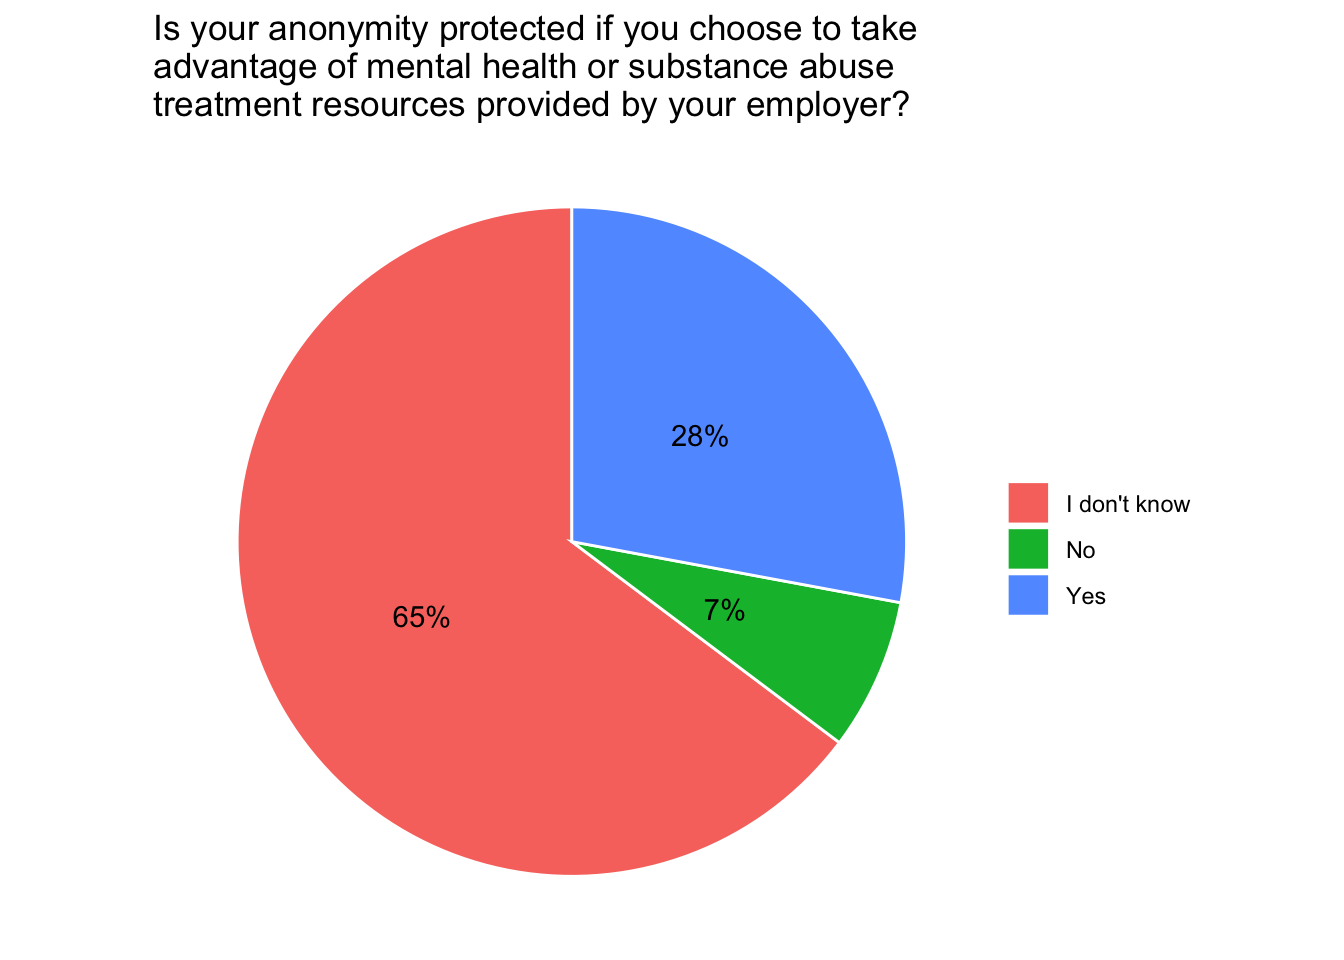 Is your anonymity protected if you choose to take
advantage of mental health or substance abuse
treatment resources provided by your employer?
28%
7%
65%
I don't know
No
Yes